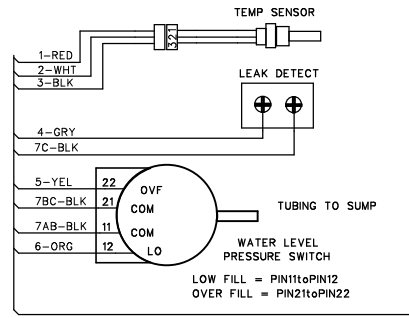 TEMP SENSOR
321
1-RED
2-WHT
3-BLK
LEAK DETECT
4-GRY
7C-BLK
5-YEL 22 OVF
7BC-BLK 21 COM
7AB-BLK 11 COM
6-ORG 12 LO
TUBING TO SUMP
WATER LEVEL
PRESSURE SWITCH
LOW FILL = PIN11toPIN12
OVER FILL = PIN21toPIN22